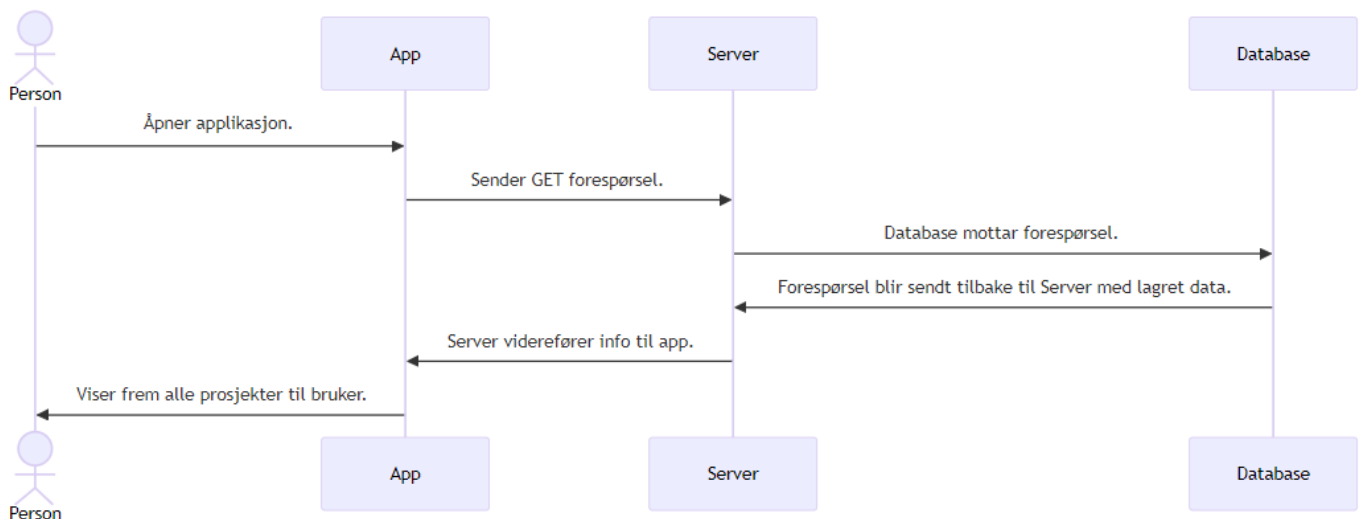 App
Server
Database
Person
Åpner applikasjon.
Sender GET forespørsel.
Database mottar forespørsel.
Forespørsel blir sendt tilbake til Server med lagret data.
Server viderefører info til app.
Viser frem alle prosjekter til bruker.
App
Server
Database
Person